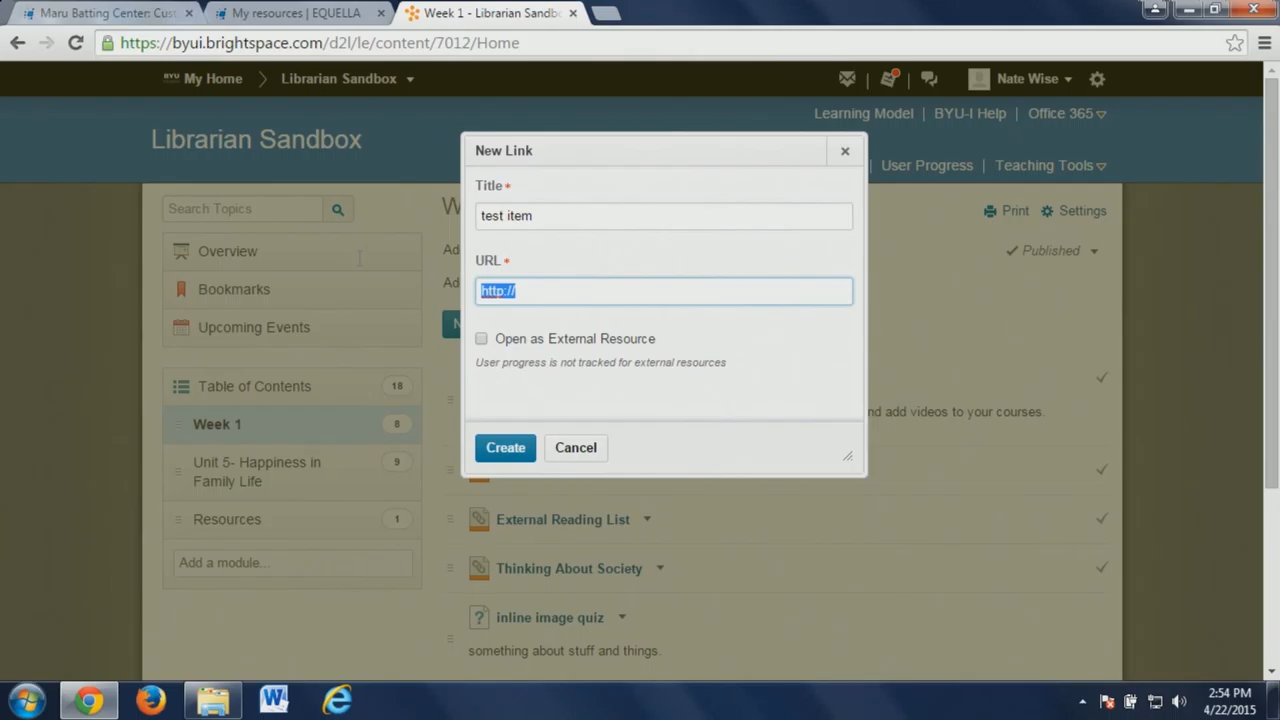 Maru Batting Center: Cust
My resources | EQUELLA
Week 1 - Librarian Sandb
https://byui.brightspace.com/d2l/le/content/7012/Home
BYU My Home
Librarian Sandbox
Nate Wise
Learning Model | BYU-I Help | Office 365
Librarian Sandbox
| User Progress | Teaching Tools
New Link
Title *
test item
URL *
http://
Open as External Resource
User progress is not tracked for external resources
Create
Cancel
Search Topics
W
Print
Settings
Overview
Ad
Published
Bookmarks
Ad
Upcoming Events
N
Table of Contents 18
Week 1 8
and add videos to your courses.
Unit 5- Happiness in
Family Life
9
Resources 1
External Reading List
Add a module...
Thinking About Society
inline image quiz
something about stuff and things.
2:54 PM
4/22/2015